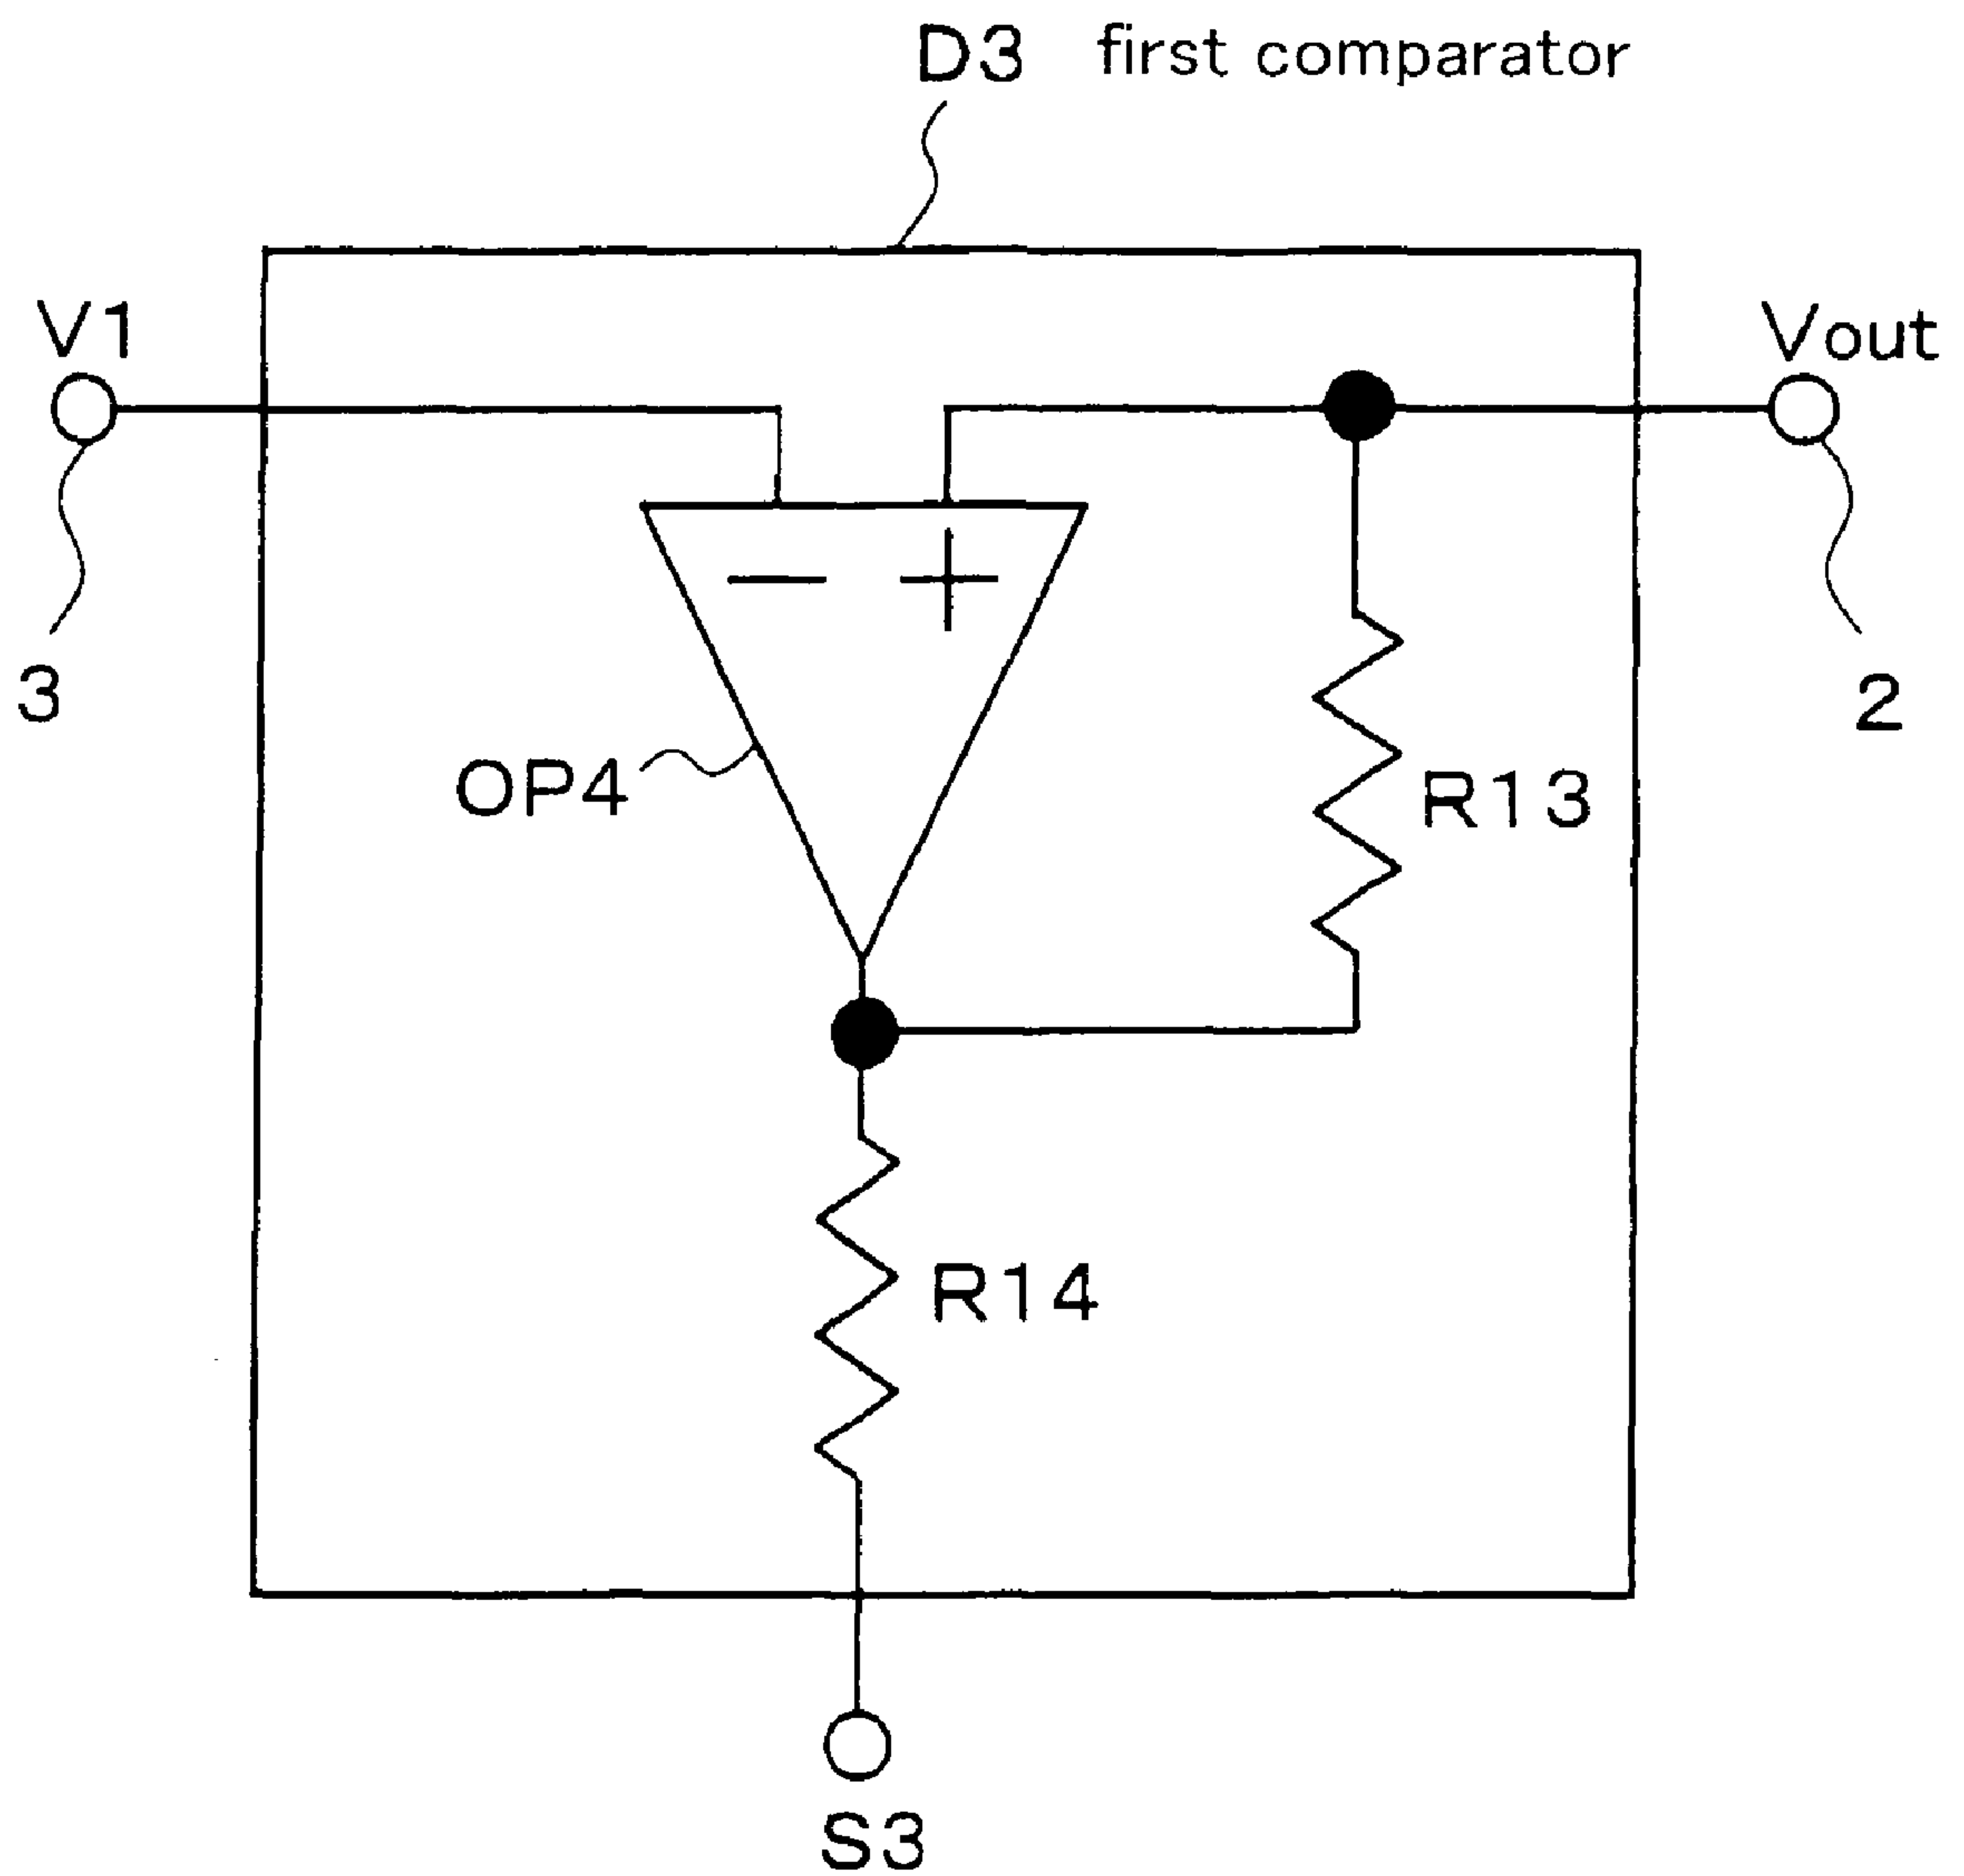 D3 first comparator
V1
Vout
3
2
OP4
R13
R14
S3